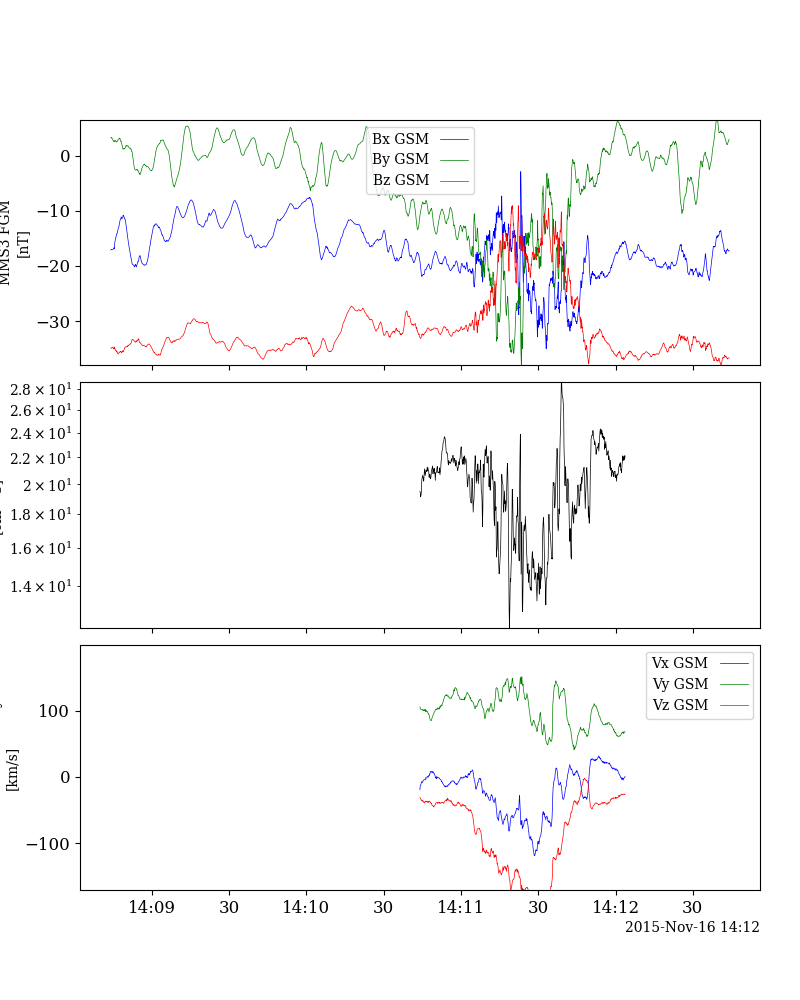 MMS3 FGM
[nT]
0
−10
−20
−30
Bx GSM
By GSM
Bz GSM
2.8 × 10¹
2.6 × 10¹
2.4 × 10¹
2.2 × 10¹
2 × 10¹
1.8 × 10¹
1.6 × 10¹
1.4 × 10¹
[km/s]
100
0
−100
Vx GSM
Vy GSM
Vz GSM
14:09 30 14:10 30 14:11 30 14:12 30
2015-Nov-16 14:12